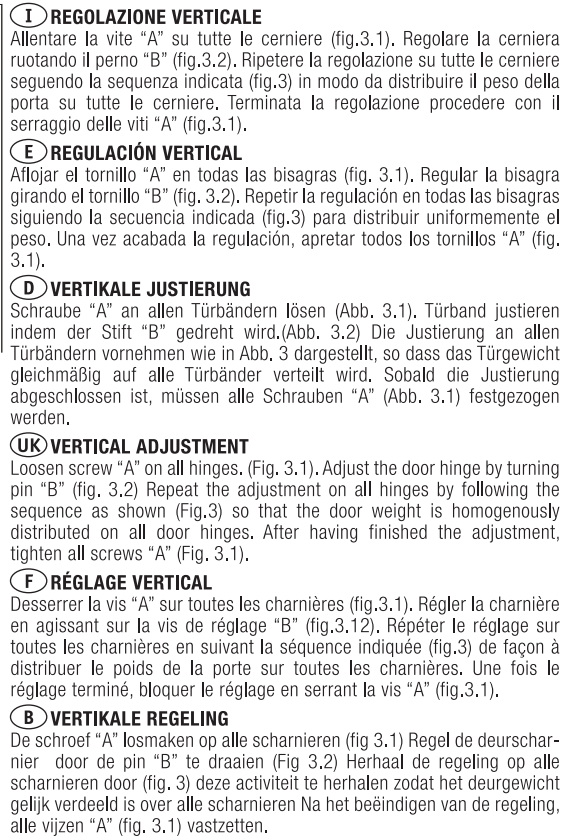 I REGOLAZIONE VERTICALE
Allentare la vite “A” su tutte le cerniere (fig.3.1). Regolare la cerniera
ruotando il perno “B” (fig.3.2). Ripetere la regolazione su tutte le cerniere
seguendo la sequenza indicata (fig.3) in modo da distribuire il peso della
porta su tutte le cerniere. Terminata la regolazione procedere con il
serraggio delle viti “A” (fig.3.1).
E REGULACIÓN VERTICAL
Aflojar el tornillo “A” en todas las bisagras (fig. 3.1). Regular la bisagra
girando el tornillo “B” (fig. 3.2). Repetir la regulación en todas las bisagras
siguiendo la secuencia indicada (fig.3) para distribuir uniformemente el
peso. Una vez acabada la regulación, apretar todos los tornillos “A” (fig.
3.1).
D VERTIKALE JUSTIERUNG
Schraube “A” an allen Türbändern lösen (Abb. 3.1). Türband justieren
indem der Stift “B” gedreht wird.(Abb. 3.2) Die Justierung an allen
Türbändern vornehmen wie in Abb. 3 dargestellt, so dass das Türgewicht
gleichmäßig auf alle Türbänder verteilt wird. Sobald die Justierung
abgeschlossen ist, müssen alle Schrauben “A” (Abb. 3.1) festgezogen
werden.
UK VERTICAL ADJUSTMENT
Loosen screw “A” on all hinges. (Fig. 3.1). Adjust the door hinge by turning
pin “B” (fig. 3.2) Repeat the adjustment on all hinges by following the
sequence as shown (Fig.3) so that the door weight is homogenously
distributed on all door hinges. After having finished the adjustment,
tighten all screws “A” (Fig. 3.1).
F RÉGLAGE VERTICAL
Desserrer la vis “A” sur toutes les charnières (fig.3.1). Régler la charnière
en agissant sur la vis de réglage “B” (fig.3.12). Répéter le réglage sur
toutes les charnières en suivant la séquence indiquée (fig.3) de façon à
distribuer le poids de la porte sur toutes les charnières. Une fois le
réglage terminé, bloquer le réglage en serrant la vis “A” (fig.3.1).
B VERTIKALE REGELING
De schroef “A” losmaken op alle scharnieren (fig 3.1) Regel de deurschar-
nier door de pin “B” te draaien (Fig 3.2) Herhaal de regeling op alle
scharnieren door (fig. 3) deze activiteit te herhalen zodat het deurgewicht
gelijk verdeeld is over alle scharnieren Na het beëindigen van de regeling,
alle vijzen “A” (fig. 3.1) vastzetten.